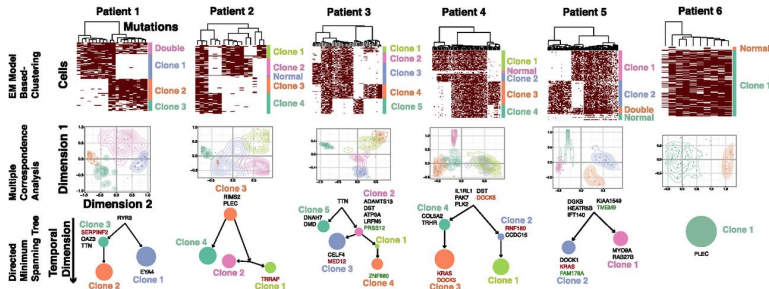 Patient 1 Patient 2 Patient 3 Patient 4 Patient 5 Patient 6
Mutations
EM Model
Based-
Clustering
Cells
Double
Clone 1
Clone 2
Clone 3
Clone 1
Clone 2
Normal
Clone 3
Clone 4
Clone 1
Clone 2
Clone 3
Clone 4
Clone 5
Clone 1
Normal
Clone 2
Clone 3
Clone 4
Clone 1
Clone 2
Double
Normal
Normal
Clone 1
Multiple
Correspondence
Analysis
Dimension 1
Dimension 2
Directed
Minimum
Spanning Tree
Temporal
Dimension
Clone 3
SERPINF2
OAZ3
TTN
RYR3
EYA4
Clone 2
Clone 1
Clone 3
RIMS2
PLEC
Clone 4
Clone 2
TRRAP
Clone 1
Clone 5
DNAH7
DMD
TTN
Clone 2
ADAMTS13
DST
ATP9A
LRFN5
PRSS12
Clone 1
CELF4
MED12
Clone 3
ZNF880
Clone 4
IL1RL1
PAK7
PLK2
DST
DOCK5
Clone 4
COL5A2
TRHR
Clone 2
RNF180
CCDC15
KRAS
DOCK5
Clone 3
Clone 1
DGKB
HEATR5B
IFT140
KIAA1549
TMEM9
DOCK1
KRAS
FAM178A
Clone 2
MYO9A
RAB27B
Clone 1
PLEC
Clone 1